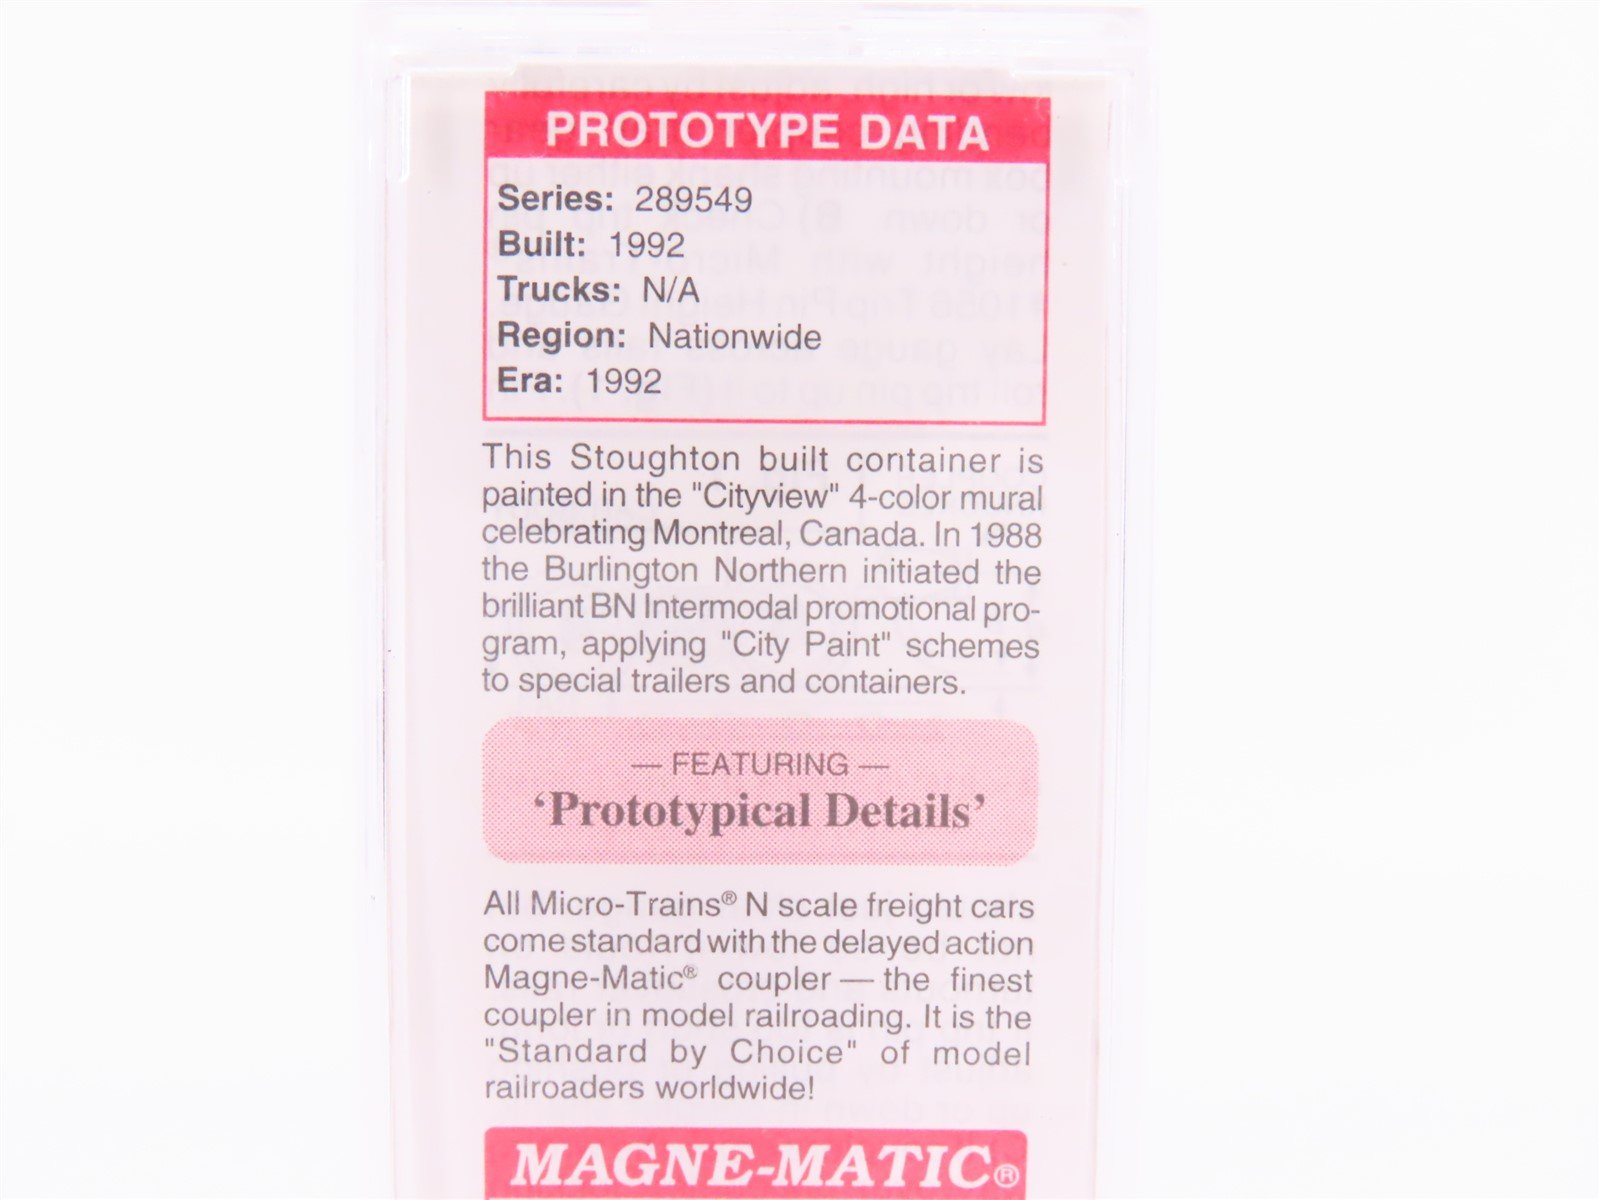 PROTOTYPE DATA
Series: 289549
Built: 1992
Trucks: N/A
Region: Nationwide
Era: 1992
This Stoughton built container is
painted in the "Cityview" 4-color mural
celebrating Montreal, Canada. In 1988
the Burlington Northern initiated the
brilliant BN Intermodal promotional pro-
gram, applying "City Paint" schemes
to special trailers and containers.
— FEATURING —
‘Prototypical Details’
All Micro-Trains® N scale freight cars
come standard with the delayed action
Magne-Matic® coupler — the finest
coupler in model railroading. It is the
"Standard by Choice" of model
railroaders worldwide!
MAGNE-MATIC®